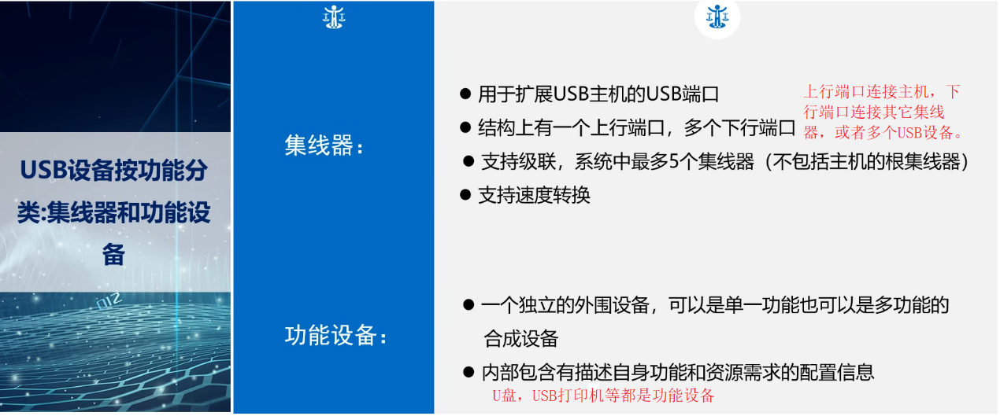 USB设备按功能分
类:集线器和功能设
备
集线器：
● 用于扩展USB主机的USB端口
● 结构上有一个上行端口，多个下行端口
上行端口连接主机，下
行端口连接其它集线
器，或者多个USB设备。
● 支持级联，系统中最多5个集线器（不包括主机的根集线器）
● 支持速度转换
功能设备：
● 一个独立的外围设备，可以是单一功能也可以是多功能的
合成设备
● 内部包含有描述自身功能和资源需求的配置信息
U盘，USB打印机等都是功能设备